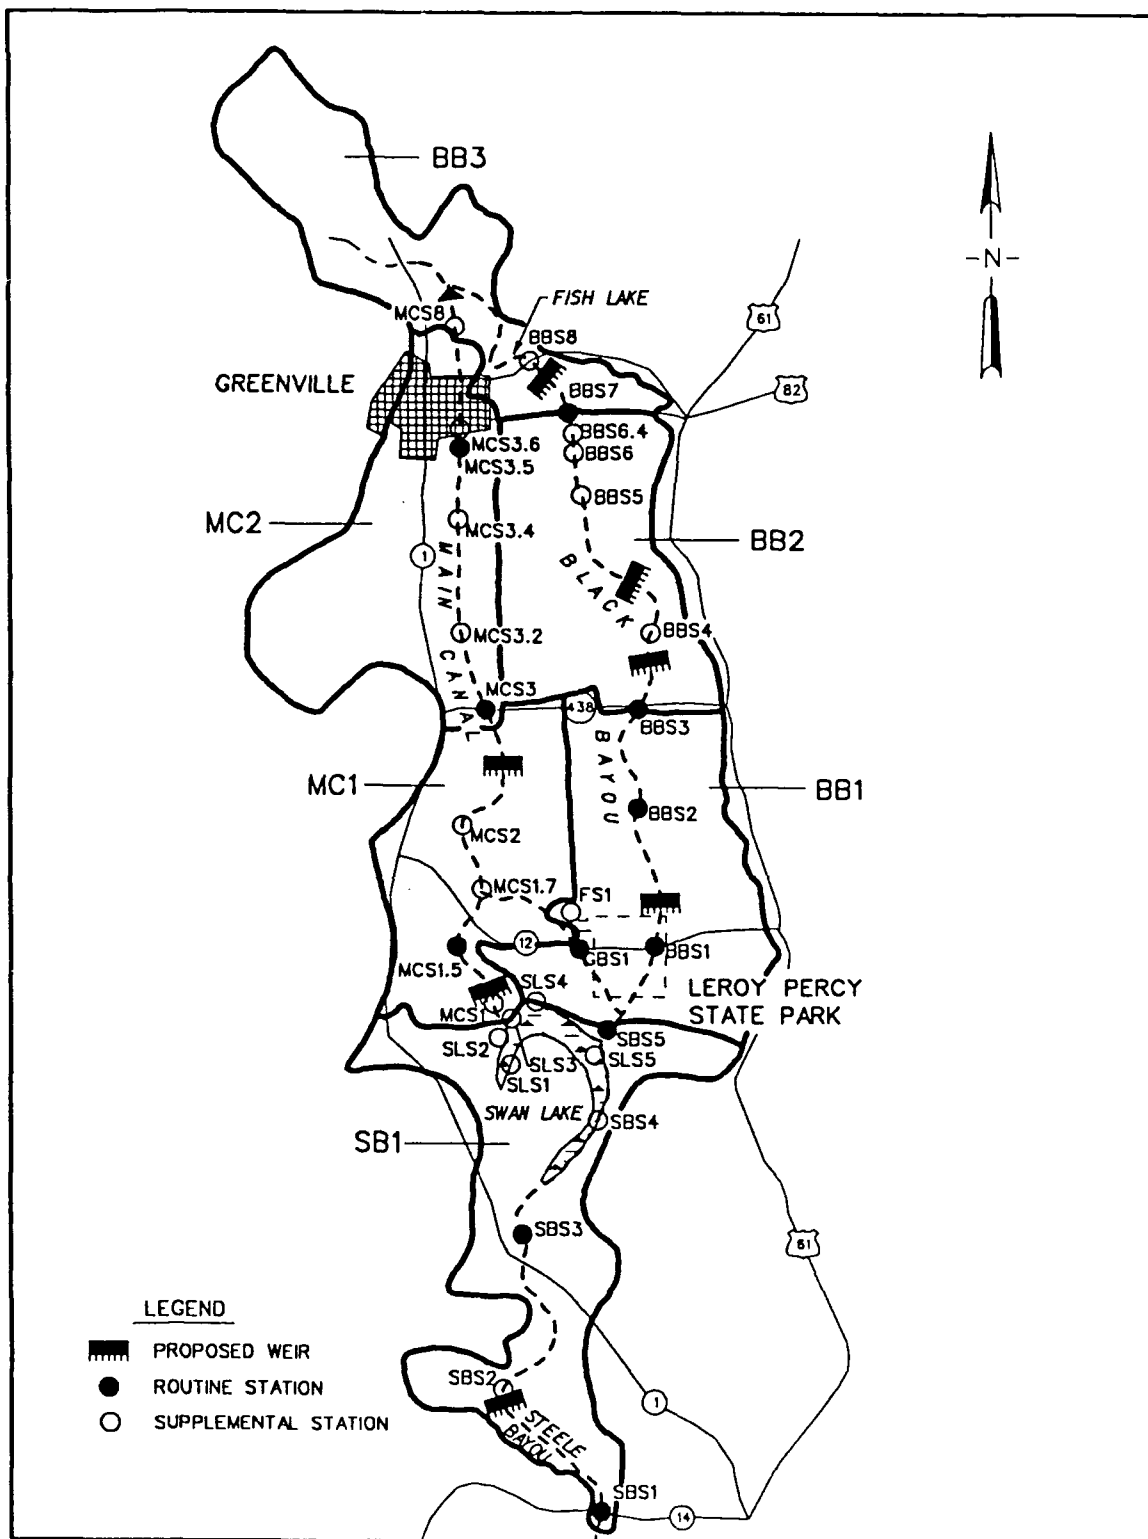 BB3
-N-
FISH LAKE
MCS8
61
BBS8
GREENVILLE
82
BBS7
MCS3.6
BBS6.4
MCS3.5
BBS6
BBS5
MC2
MCS3.4
BB2
1
MAIN CANAL
BLACK BAYOU
MCS3.2
BBS4
MCS3
438
BBS3
MC1
BB1
BBS2
MCS2
MCS1.7
FS1
12
MCS1.5
GBS1
BBS1
SLS4
LEROY PERCY
STATE PARK
MCS1
SBS5
SLS2
SLS3
SLS5
SLS1
SWAN LAKE
SBS4
SB1
SBS3
61
LEGEND
PROPOSED WEIR
ROUTINE STATION
SUPPLEMENTAL STATION
SBS2
1
STEELE
BAYOU
SBS1
14